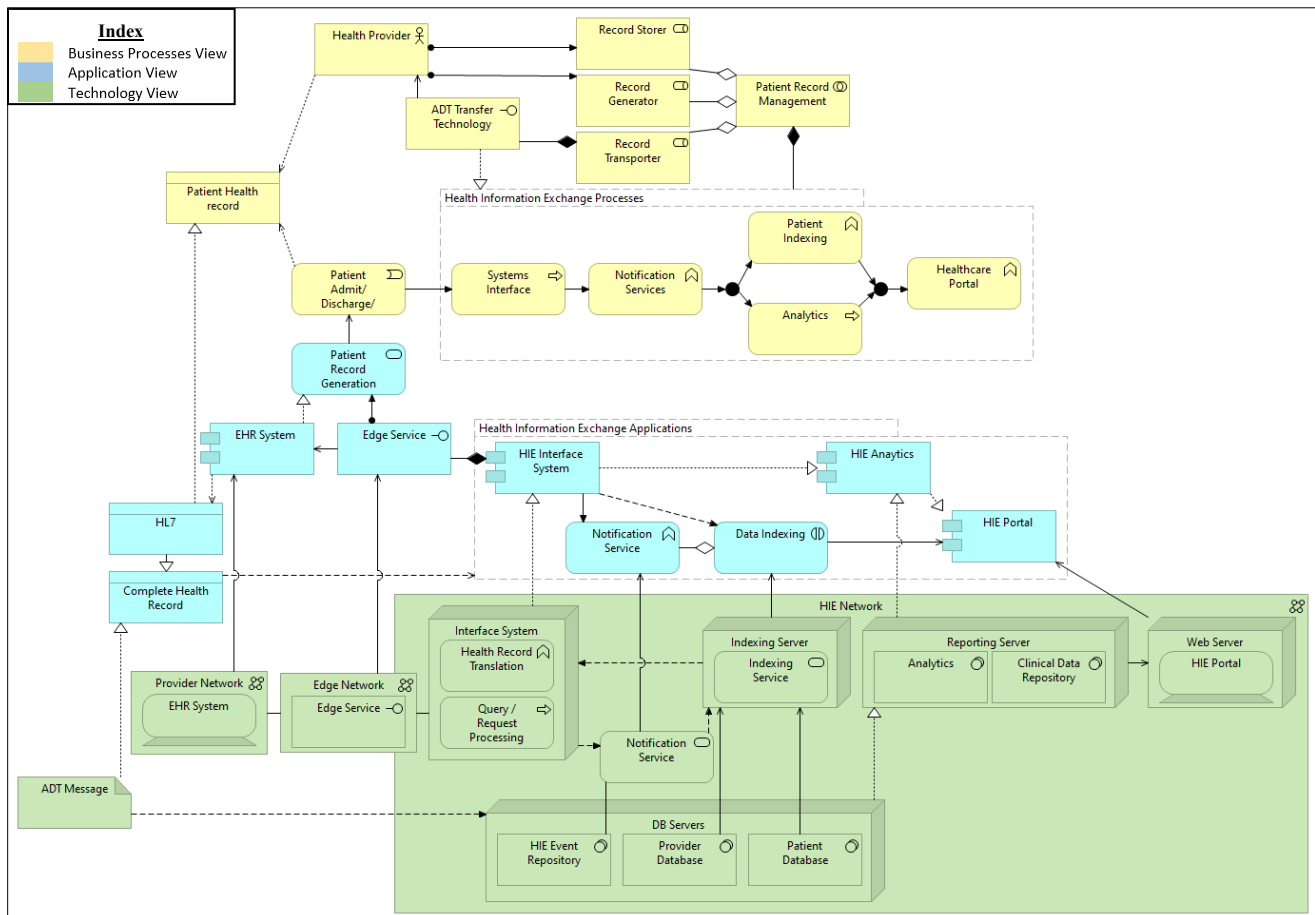 Index
Business Processes View
Application View
Technology View
Health Provider
Record Storer
Record
Generator
Patient Record
Management
ADT Transfer
Technology
Record
Transporter
Patient Health
record
Health Information Exchange Processes
Patient
Admit/
Discharge/
Systems
Interface
Notification
Services
Patient
Indexing
Analytics
Healthcare
Portal
Patient
Record
Generation
EHR System
Edge Service
Health Information Exchange Applications
HIE Interface
System
HIE Anaytics
Notification
Service
Data Indexing
HIE Portal
HL7
Complete Health
Record
HIE Network
Interface System
Health Record
Translation
Query /
Request
Processing
Indexing Server
Indexing
Service
Reporting Server
Analytics
Clinical Data
Repository
Web Server
HIE Portal
Provider Network
EHR System
Edge Network
Edge Service
Notification
Service
ADT Message
DB Servers
HIE Event
Repository
Provider
Database
Patient
Database